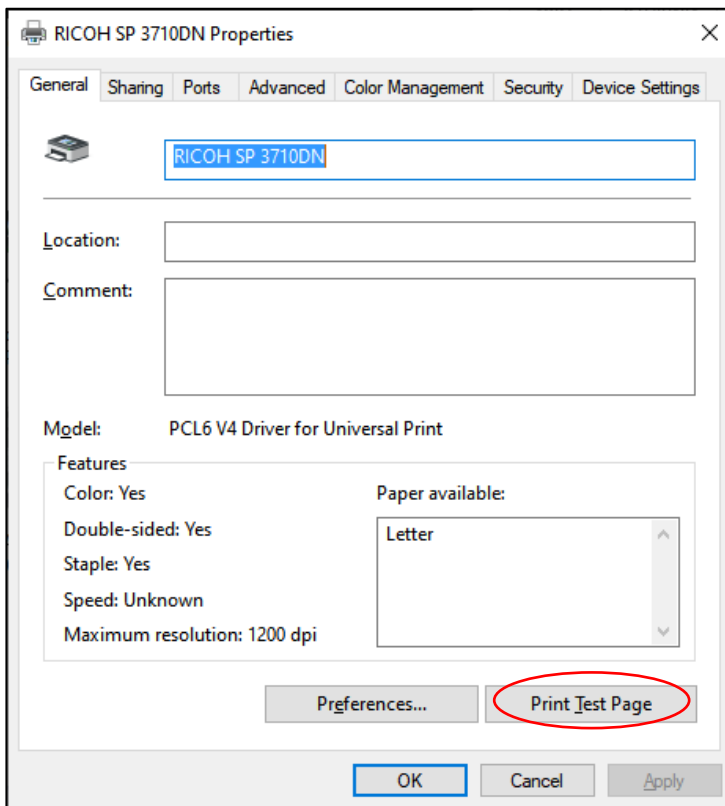 RICOH SP 3710DN Properties
General Sharing Ports Advanced Color Management Security Device Settings
RICOH SP 3710DN
Location:
Comment:
Model: PCL6 V4 Driver for Universal Print
Features
Color: Yes Paper available:
Double-sided: Yes Letter
Staple: Yes
Speed: Unknown
Maximum resolution: 1200 dpi
Preferences... Print Test Page
OK Cancel Apply